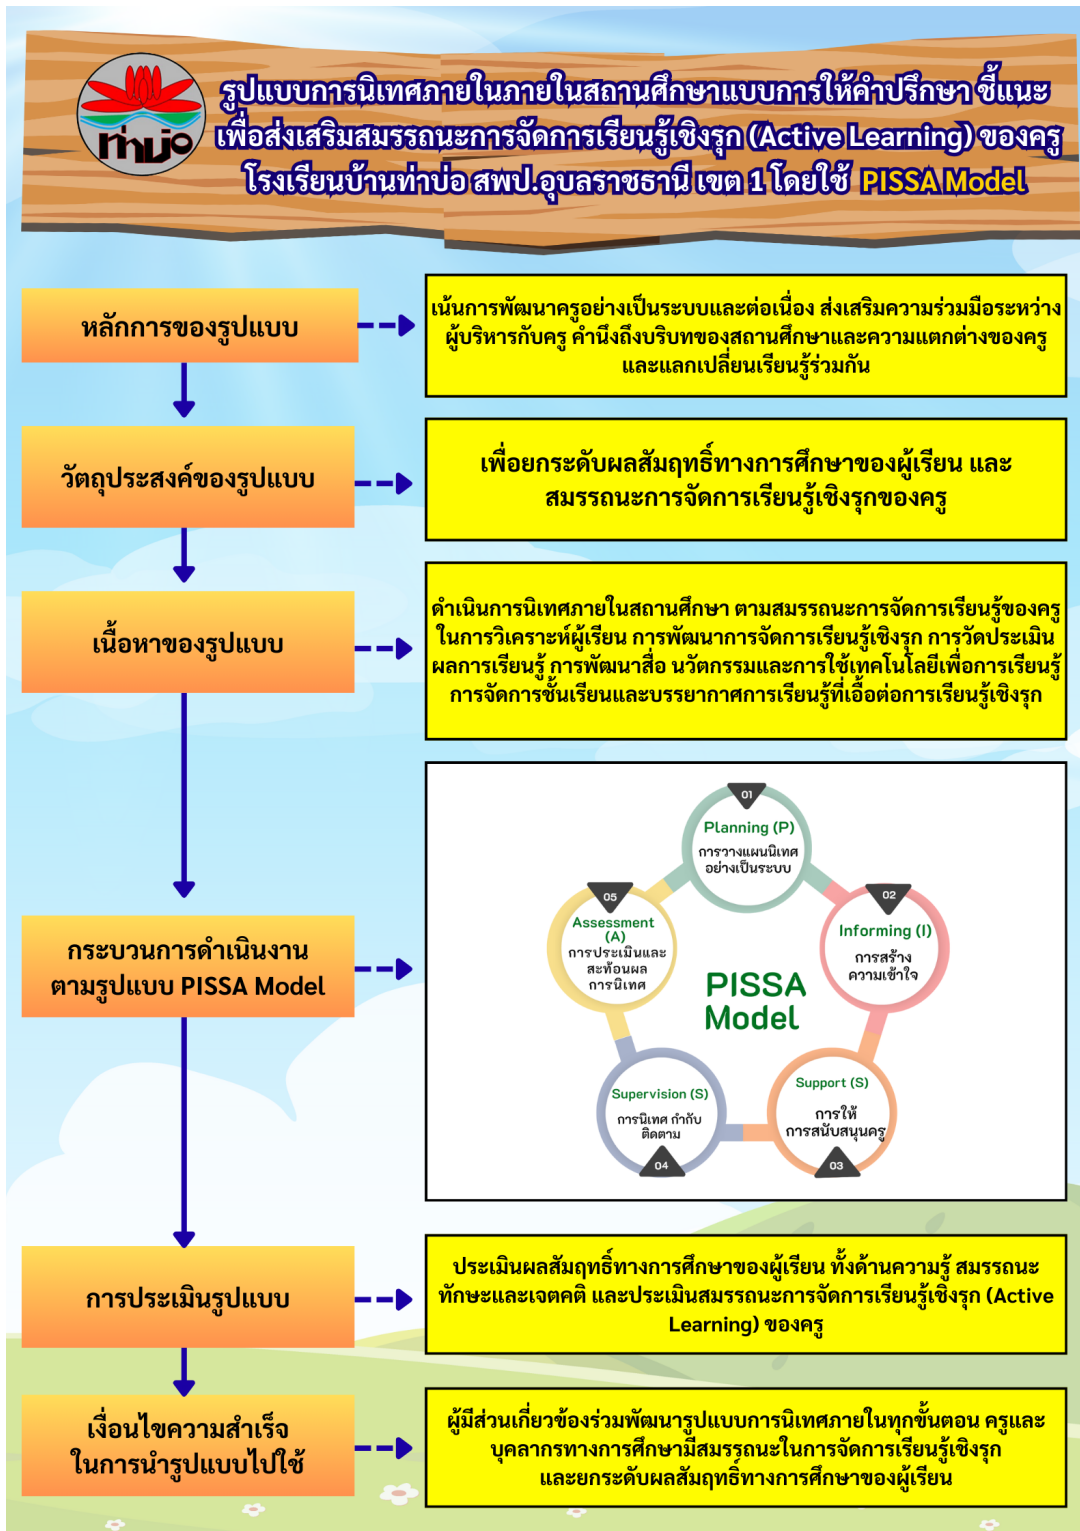 ท่าบ่อ
รูปแบบการนิเทศภายในภายในสถานศึกษาแบบการให้คำปรึกษา ชี้แนะ
เพื่อส่งเสริมสมรรถนะการจัดการเรียนรู้เชิงรุก (Active Learning) ของครู
โรงเรียนบ้านท่าบ่อ สพป.อุบลราชธานี เขต 1 โดยใช้ PISSA Model
หลักการของรูปแบบ
เน้นการพัฒนาครูอย่างเป็นระบบและต่อเนื่อง ส่งเสริมความร่วมมือระหว่าง
ผู้บริหารกับครู คำนึงถึงบริบทของสถานศึกษาและความแตกต่างของครู
และแลกเปลี่ยนเรียนรู้ร่วมกัน
วัตถุประสงค์ของรูปแบบ
เพื่อยกระดับผลสัมฤทธิ์ทางการศึกษาของผู้เรียน และ
สมรรถนะการจัดการเรียนรู้เชิงรุกของครู
เนื้อหาของรูปแบบ
ดำเนินการนิเทศภายในสถานศึกษา ตามสมรรถนะการจัดการเรียนรู้ของครู
ในการวิเคราะห์ผู้เรียน การพัฒนาการจัดการเรียนรู้เชิงรุก การวัดประเมิน
ผลการเรียนรู้ การพัฒนาสื่อ นวัตกรรมและการใช้เทคโนโลยีเพื่อการเรียนรู้
การจัดการชั้นเรียนและบรรยากาศการเรียนรู้ที่เอื้อต่อการเรียนรู้เชิงรุก
กระบวนการดำเนินงาน
ตามรูปแบบ PISSA Model
01
Planning (P)
การวางแผนนิเทศ
อย่างเป็นระบบ
02
Informing (I)
การสร้าง
ความเข้าใจ
Support (S)
การให้
การสนับสนุนครู
03
Supervision (S)
การนิเทศ กำกับ
ติดตาม
04
05
Assessment
(A)
การประเมินและ
สะท้อนผล
การนิเทศ
PISSA
Model
การประเมินรูปแบบ
ประเมินผลสัมฤทธิ์ทางการศึกษาของผู้เรียน ทั้งด้านความรู้ สมรรถนะ
ทักษะและเจตคติ และประเมินสมรรถนะการจัดการเรียนรู้เชิงรุก (Active
Learning) ของครู
เงื่อนไขความสำเร็จ
ในการนำรูปแบบไปใช้
ผู้มีส่วนเกี่ยวข้องร่วมพัฒนารูปแบบการนิเทศภายในทุกขั้นตอน ครูและ
บุคลากรทางการศึกษามีสมรรถนะในการจัดการเรียนรู้เชิงรุก
และยกระดับผลสัมฤทธิ์ทางการศึกษาของผู้เรียน